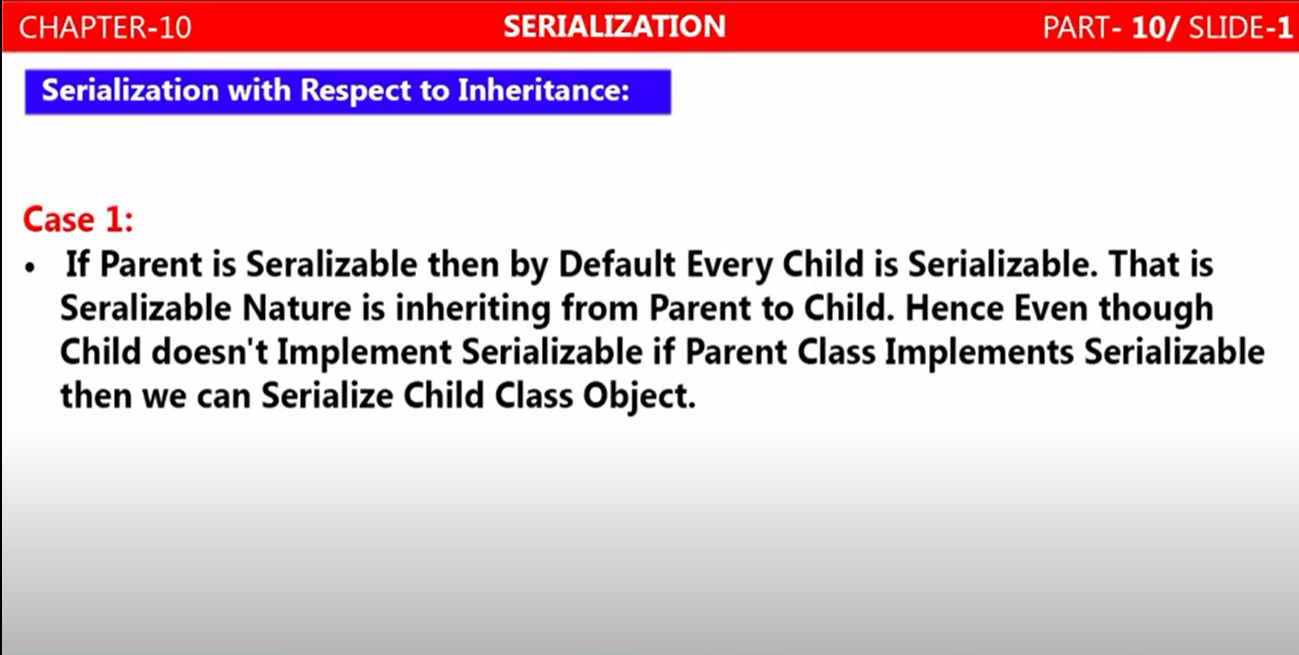 CHAPTER-10 SERIALIZATION PART- 10/ SLIDE-1
Serialization with Respect to Inheritance:
Case 1:
• If Parent is Seralizable then by Default Every Child is Serializable. That is
Seralizable Nature is inheriting from Parent to Child. Hence Even though
Child doesn't Implement Serializable if Parent Class Implements Serializable
then we can Serialize Child Class Object.